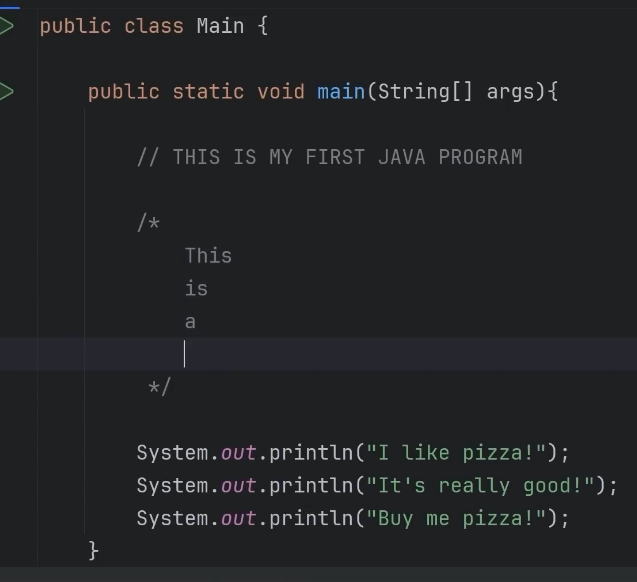 public class Main {
public static void main(String[] args){
// THIS IS MY FIRST JAVA PROGRAM
/*
This
is
a
*/
System.out.println("I like pizza!");
System.out.println("It's really good!");
System.out.println("Buy me pizza!");
}